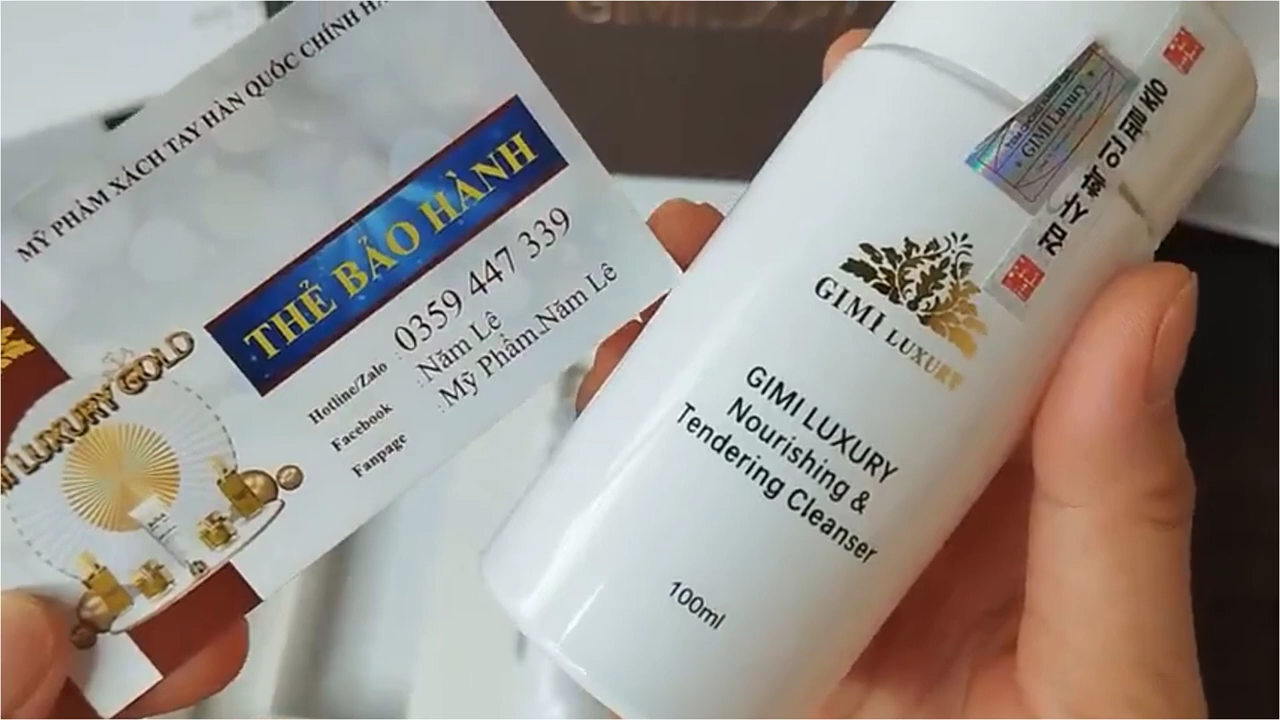 MỸ PHẨM XÁCH TAY HÀN QUỐC CHÍNH
THẺ BẢO HÀNH
Hotline/Zalo : 0359 447 339
Facebook : Năm Lê
Fanpage : Mỹ Phẩm Năm Lê
LUXURY GOLD
GIMI LUXURY
GIMI LUXURY
Nourishing &
Tendering Cleanser
100ml
GIMI Luxury